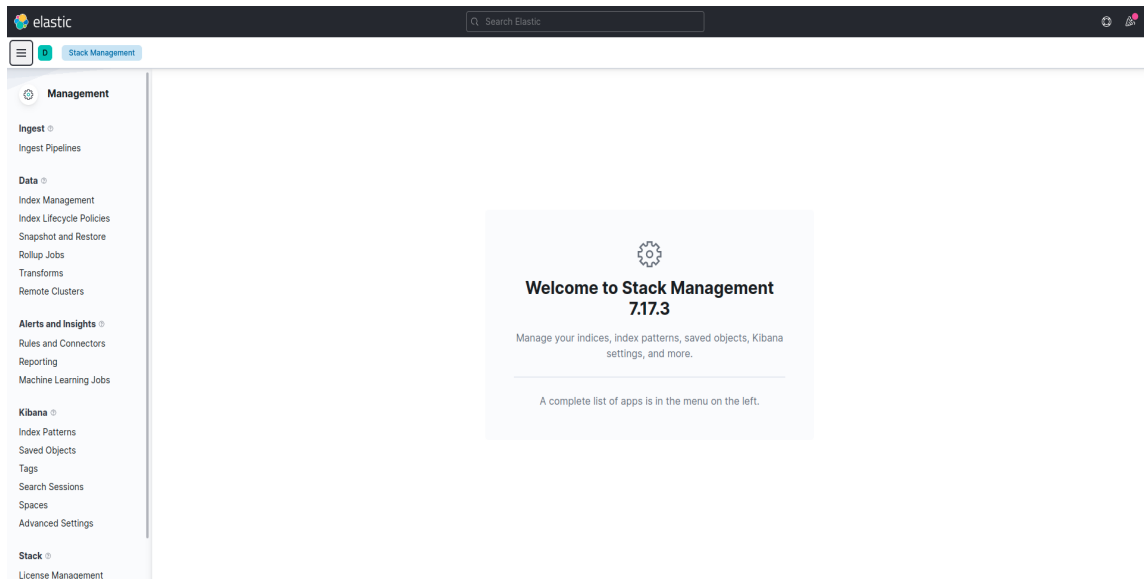 elastic
Search Elastic
D
Stack Management
Management
Ingest
Ingest Pipelines
Data
Index Management
Index Lifecycle Policies
Snapshot and Restore
Rollup Jobs
Transforms
Remote Clusters
Alerts and Insights
Rules and Connectors
Reporting
Machine Learning Jobs
Kibana
Index Patterns
Saved Objects
Tags
Search Sessions
Spaces
Advanced Settings
Stack
License Management
Welcome to Stack Management
7.17.3
Manage your indices, index patterns, saved objects, Kibana
settings, and more.
A complete list of apps is in the menu on the left.